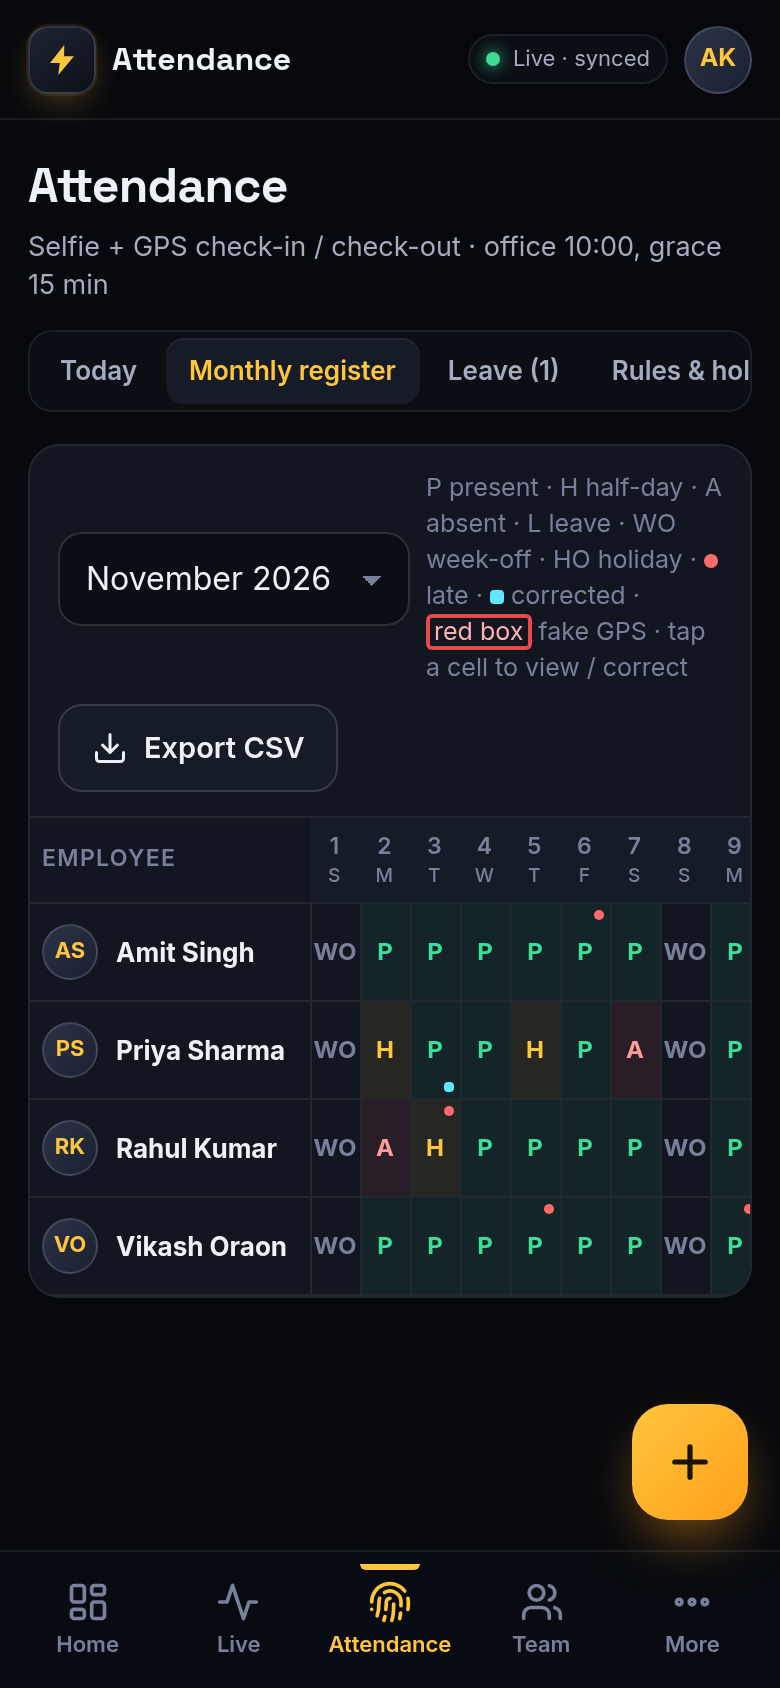 Attendance
Live · synced
AK
Attendance
Selfie + GPS check-in / check-out · office 10:00, grace
15 min
Today
Monthly register
Leave (1)
Rules & hol
November 2026
P present · H half-day · A
absent · L leave · WO
week-off · HO holiday ·
late · corrected ·
red box fake GPS · tap
a cell to view / correct
Export CSV
EMPLOYEE 1 2 3 4 5 6 7 8 9
S M T W T F S S M
AS Amit Singh WO P P P P P P WO P
PS Priya Sharma WO H P P H P A WO P
RK Rahul Kumar WO A H P P P P WO P
VO Vikash Oraon WO P P P P P P WO P
Home
Live
Attendance
Team
More